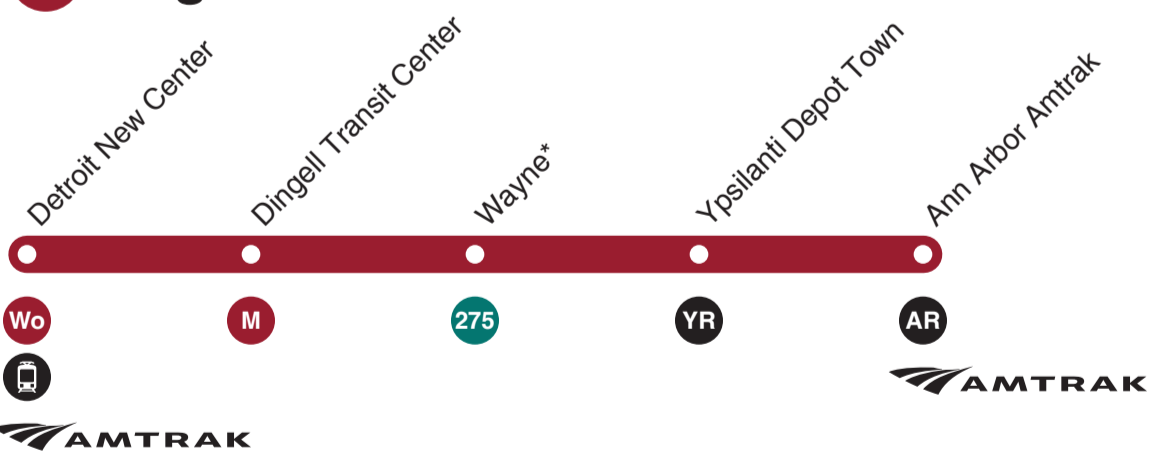 Detroit New Center
Dingell Transit Center
Wayne*
Ypsilanti Depot Town
Ann Arbor Amtrak
Wo
M
275
YR
AR
AMTRAK
AMTRAK